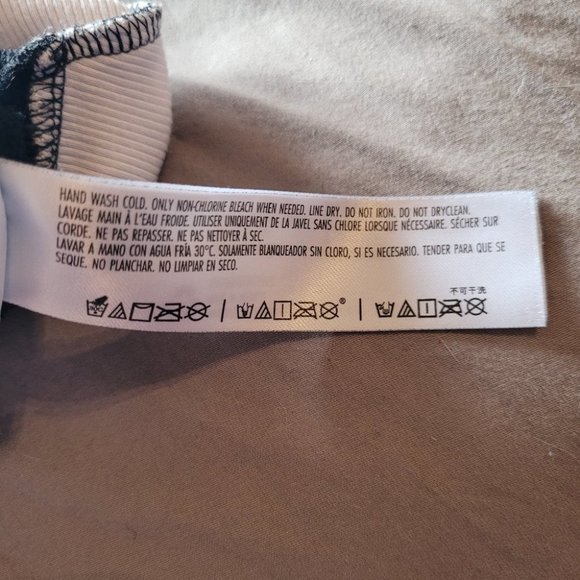 HAND WASH COLD. ONLY NON-CHLORINE BLEACH WHEN NEEDED. LINE DRY. DO NOT IRON. DO NOT DRYCLEAN.
LAVAGE MAIN À L'EAU FROIDE. UTILISER UNIQUEMENT DE LA JAVEL SANS CHLORE LORSQUE NÉCESSAIRE. SÉCHER SUR
CORDE. NE PAS REPASSER. NE PAS NETTOYER À SEC.
LAVAR A MANO CON AGUA FRÍA 30°C. SOLAMENTE BLANQUEADOR SIN CLORO, SI ES NECESARIO. TENDER PARA QUE SE
SEQUE. NO PLANCHAR. NO LIMPIAR EN SECO.
不可干洗
®